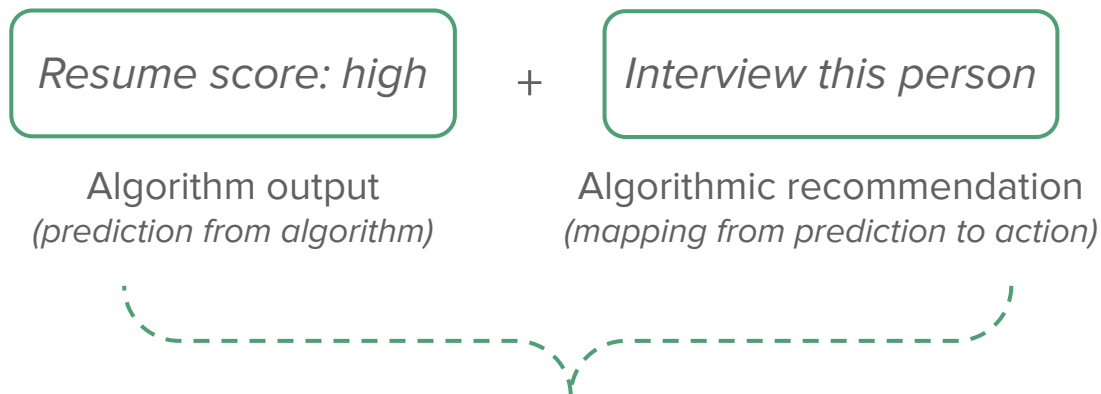 Resume score: high + Interview this person
Algorithm output
(prediction from algorithm)
Algorithmic recommendation
(mapping from prediction to action)